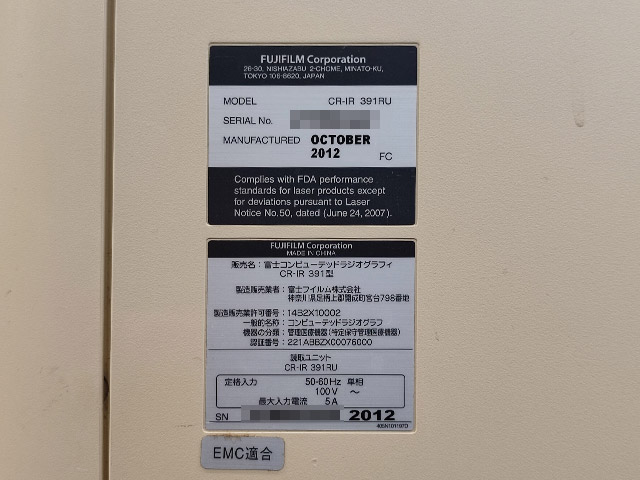 FUJIFILM Corporation
26-30, NISHIAZABU 2-CHOME, MINATO-KU,
TOKYO 106-8620, JAPAN
MODEL CR-IR 391RU
SERIAL No.
MANUFACTURED OCTOBER
2012 FC
Complies with FDA performance
standards for laser products except
for deviations pursuant to Laser
Notice No.50, dated (June 24, 2007).
FUJIFILM Corporation
MADE IN CHINA
販売名：富士コンピューテッドラジオグラフィ
CR-IR 391型
製造販売業者：富士フイルム株式会社
神奈川県足柄上郡開成町宮台798番地
製造販売業許可番号：14B2X10002
一般的名称：コンピューテッドラジオグラフ
機器の分類：管理医療機器（特定保守管理医療機器）
認証番号：221ABBZX00076000
読取ユニット
CR-IR 391RU
定格入力 50-60Hz 単相
100V ～
最大入力電流 5A
SN 2012
405N101197D
EMC適合